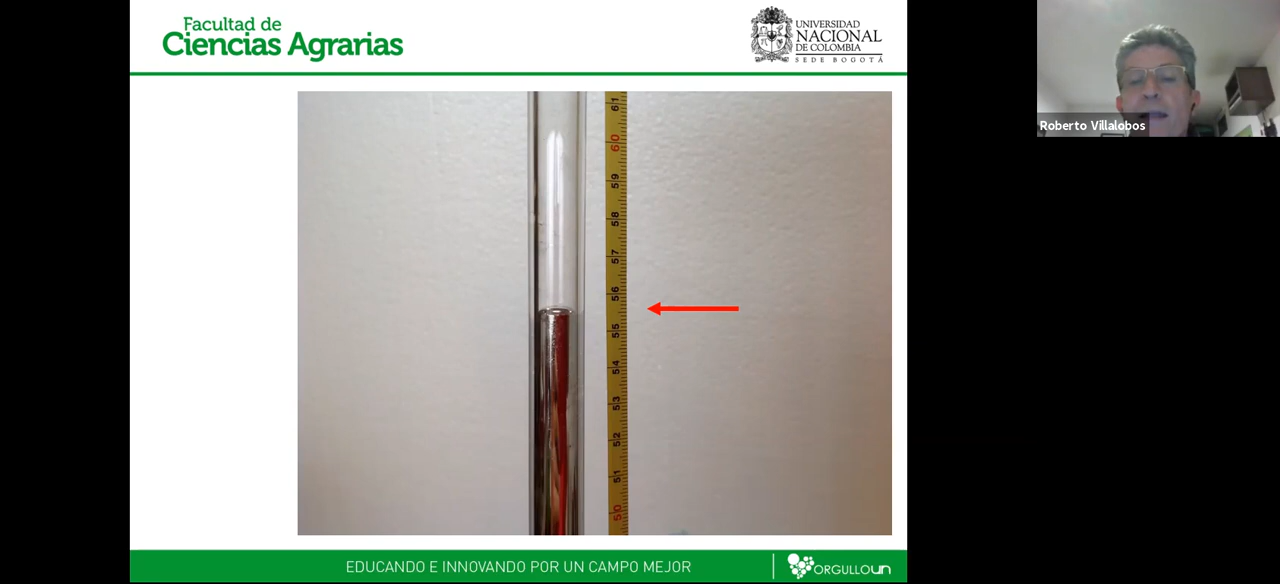 Facultad de
Ciencias Agrarias
UNIVERSIDAD
NACIONAL
DE COLOMBIA
SEDE BOGOTÁ
Roberto Villalobos
61
60
59
58
57
56
55
54
53
52
51
50
EDUCANDO E INNOVANDO POR UN CAMPO MEJOR
ORGULLOUN